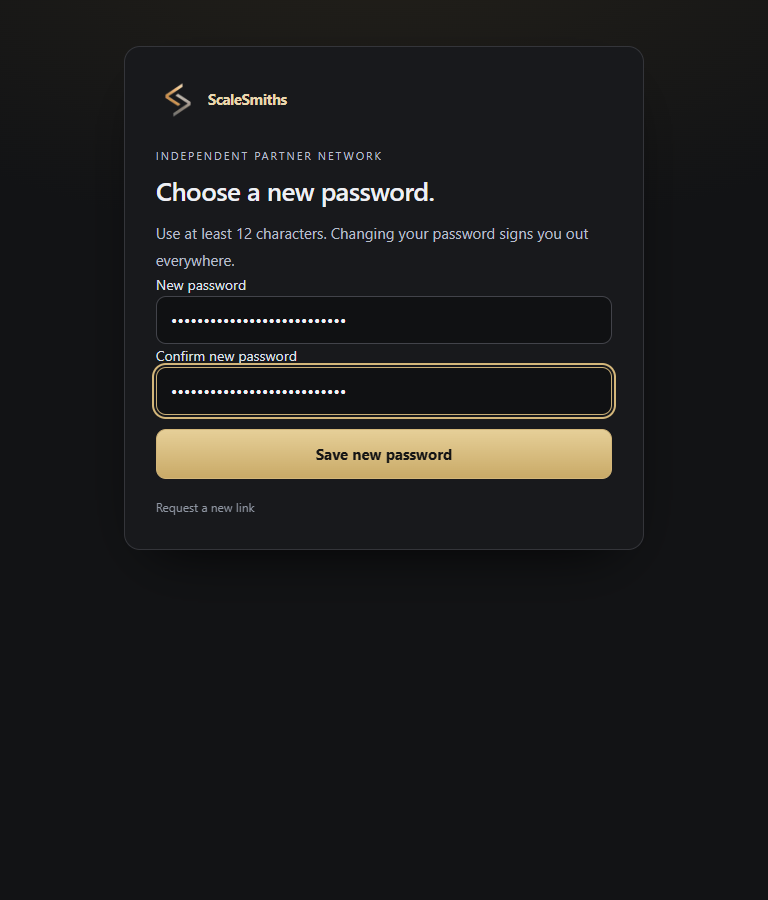 ScaleSmiths
INDEPENDENT PARTNER NETWORK
Choose a new password.
Use at least 12 characters. Changing your password signs you out
everywhere.
New password
•••••••••••••••••••••••••••
Confirm new password
•••••••••••••••••••••••••••
Save new password
Request a new link